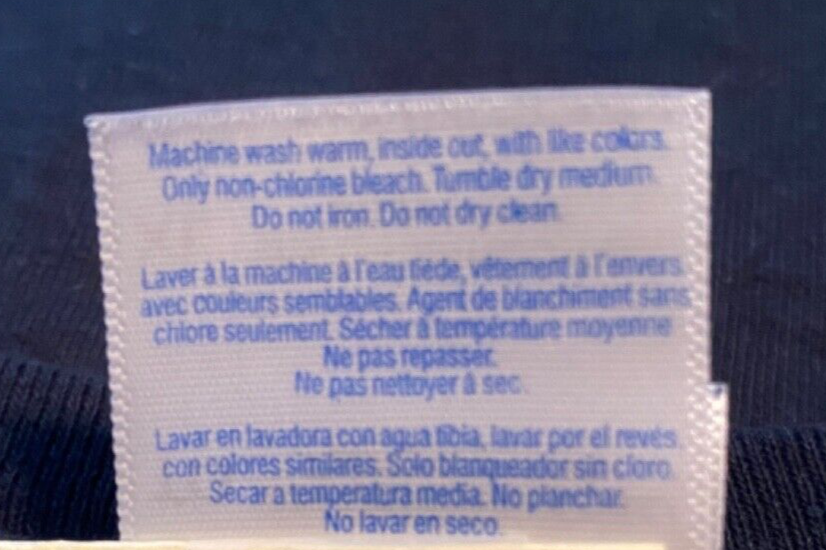 Machine wash warm, inside out, with like colors.
Only non-chlorine bleach. Tumble dry medium.
Do not iron. Do not dry clean.
Laver à la machine à l'eau tiède, vêtement à l'envers
avec couleurs semblables. Agent de blanchiment sans
chlore seulement. Sécher à température moyenne
Ne pas repasser.
Ne pas nettoyer à sec.
Lavar en lavadora con agua tibia, lavar por el revés
con colores similares. Solo blanqueador sin cloro.
Secar a temperatura media. No planchar.
No lavar en seco.